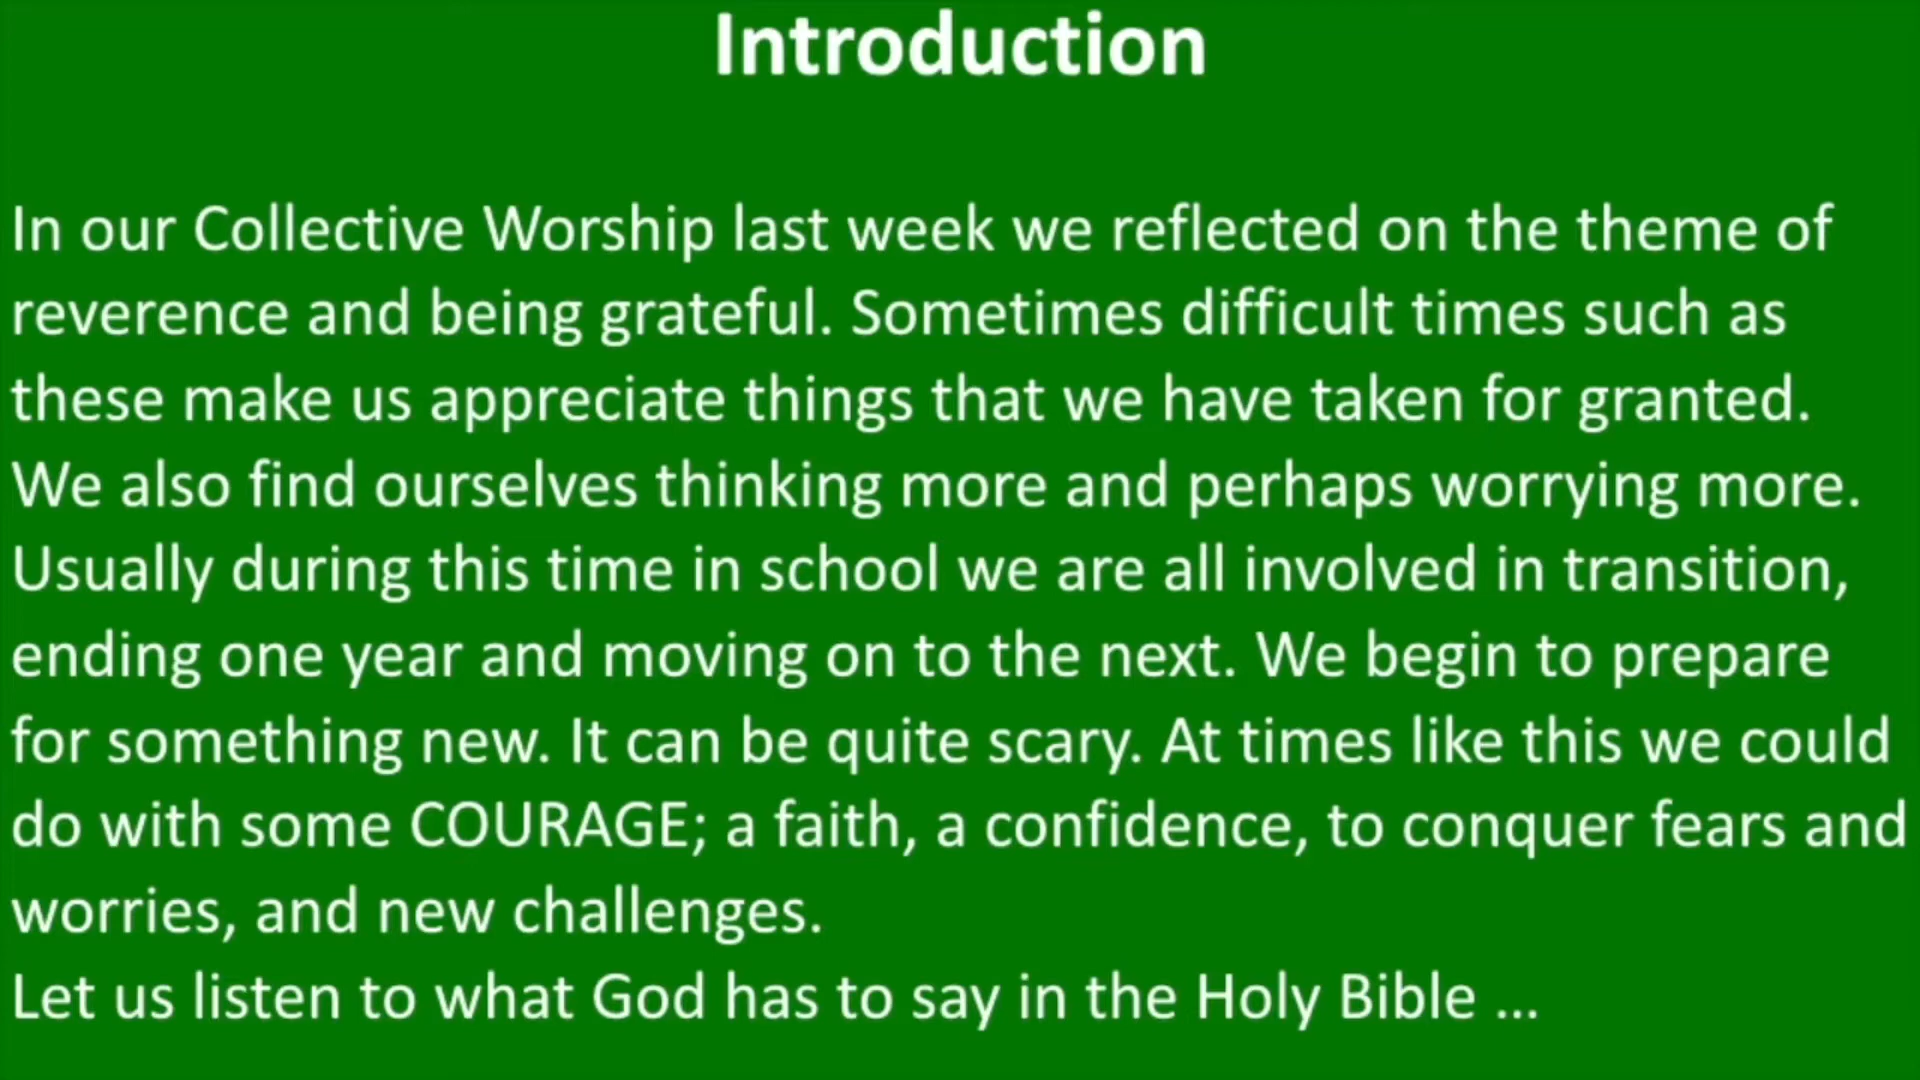 Introduction
In our Collective Worship last week we reflected on the theme of
reverence and being grateful. Sometimes difficult times such as
these make us appreciate things that we have taken for granted.
We also find ourselves thinking more and perhaps worrying more.
Usually during this time in school we are all involved in transition,
ending one year and moving on to the next. We begin to prepare
for something new. It can be quite scary. At times like this we could
do with some COURAGE; a faith, a confidence, to conquer fears and
worries, and new challenges.
Let us listen to what God has to say in the Holy Bible ...